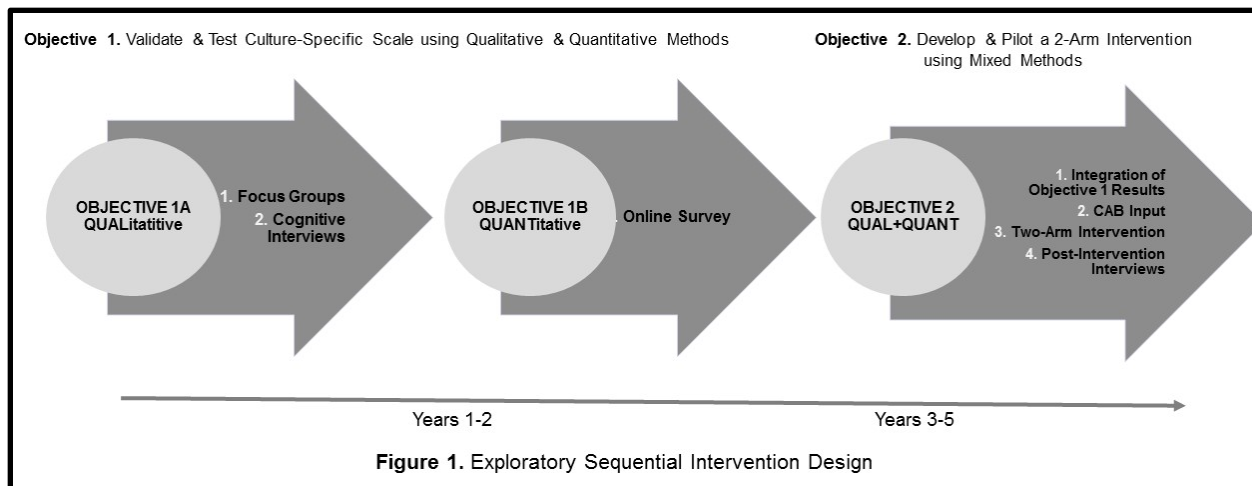 Objective 1. Validate & Test Culture-Specific Scale using Qualitative & Quantitative Methods
Objective 2. Develop & Pilot a 2-Arm Intervention
using Mixed Methods
OBJECTIVE 1A
QUALitatitive
1. Focus Groups
2. Cognitive
Interviews
OBJECTIVE 1B
QUANTitative
Online Survey
OBJECTIVE 2
QUAL+QUANT
1. Integration of
Objective 1 Results
2. CAB Input
3. Two-Arm Intervention
4. Post-Intervention
Interviews
Years 1-2
Years 3-5
Figure 1. Exploratory Sequential Intervention Design